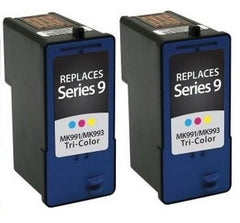 REPLACES
Series 9
MK991/MK993
Tri-Color
REPLACES
Series 9
MK991/MK993
Tri-Color